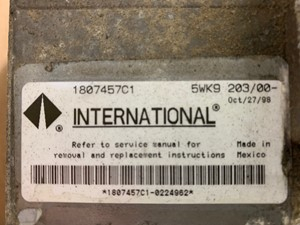 1807457C1 5WK9 203/00-
Oct/27/98
® INTERNATIONAL®
Refer to service manual for Made in
removal and replacement instructions Mexico
*1807457C1-0224962*